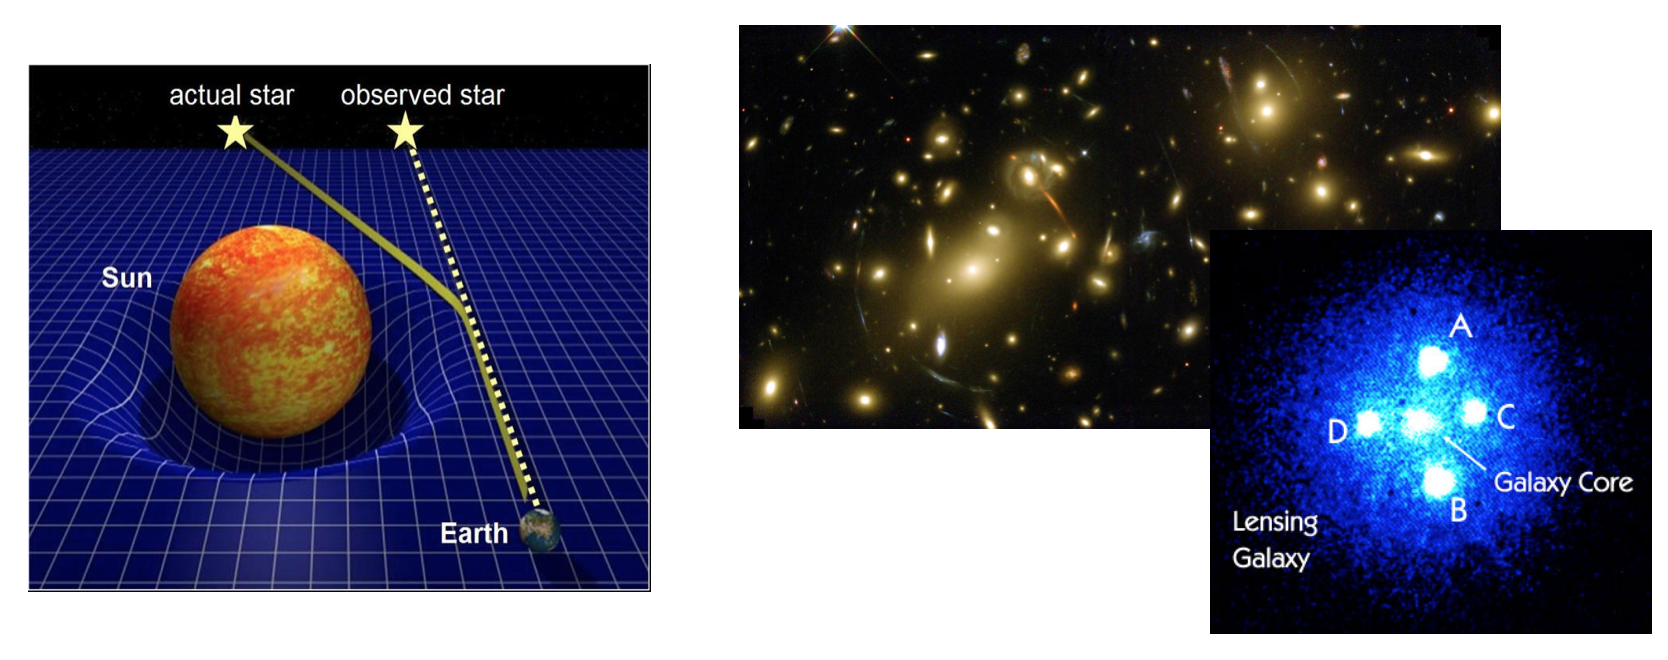 actual star
observed star
Sun
Earth
A
D
C
Galaxy Core
B
Lensing
Galaxy